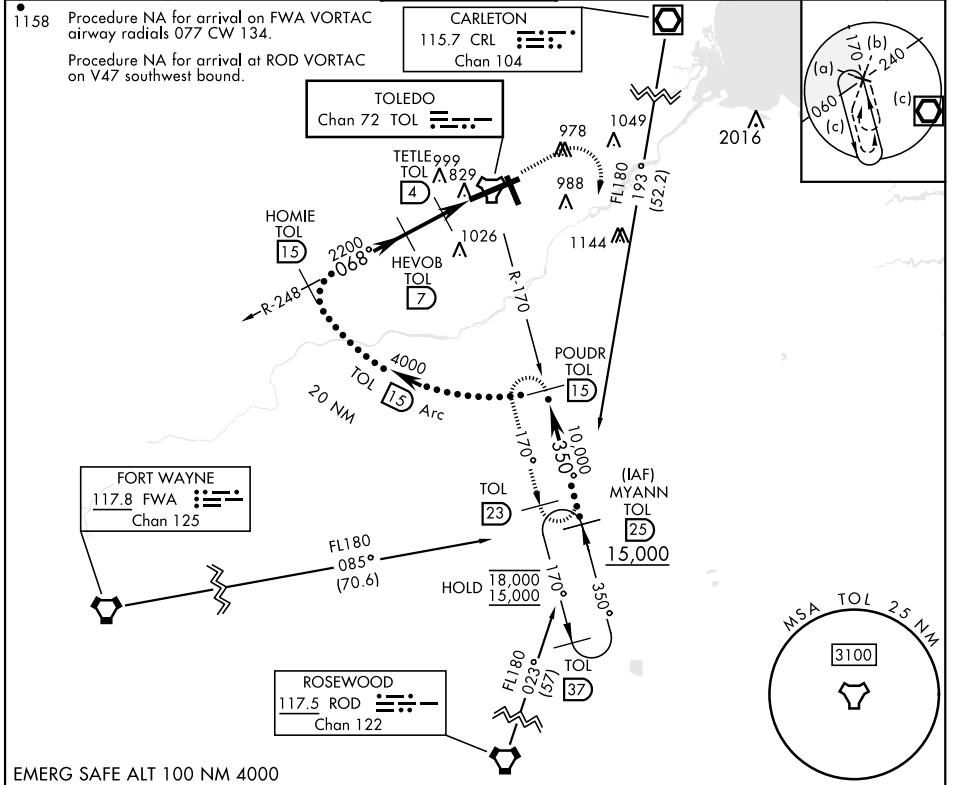 1158 Procedure NA for arrival on FWA VORTAC
airway radials 077 CW 134.
Procedure NA for arrival at ROD VORTAC
on V47 southwest bound.
CARLETON
115.7 CRL
Chan 104
TOLEDO
Chan 72 TOL
170
(b)
240
(a)
060
(c)
(c)
2016
1049
978
988
1144
FL180
193°
(52.2)
TETLE
TOL
4
999
829
1026
HOMIE
TOL
15
2200
068°
HEVOB
TOL
7
R-248
R-170
POUDR
TOL
15
4000
TOL 15 Arc
20 NM
170°
10,000
350°
(IAF)
MYANN
TOL
25
15,000
TOL
23
FORT WAYNE
117.8 FWA
Chan 125
FL180
085°
(70.6)
HOLD 18,000
15,000
170°
350°
TOL
37
FL180
023°
(57)
ROSEWOOD
117.5 ROD
Chan 122
MSA TOL 25 NM
3100
EMERG SAFE ALT 100 NM 4000